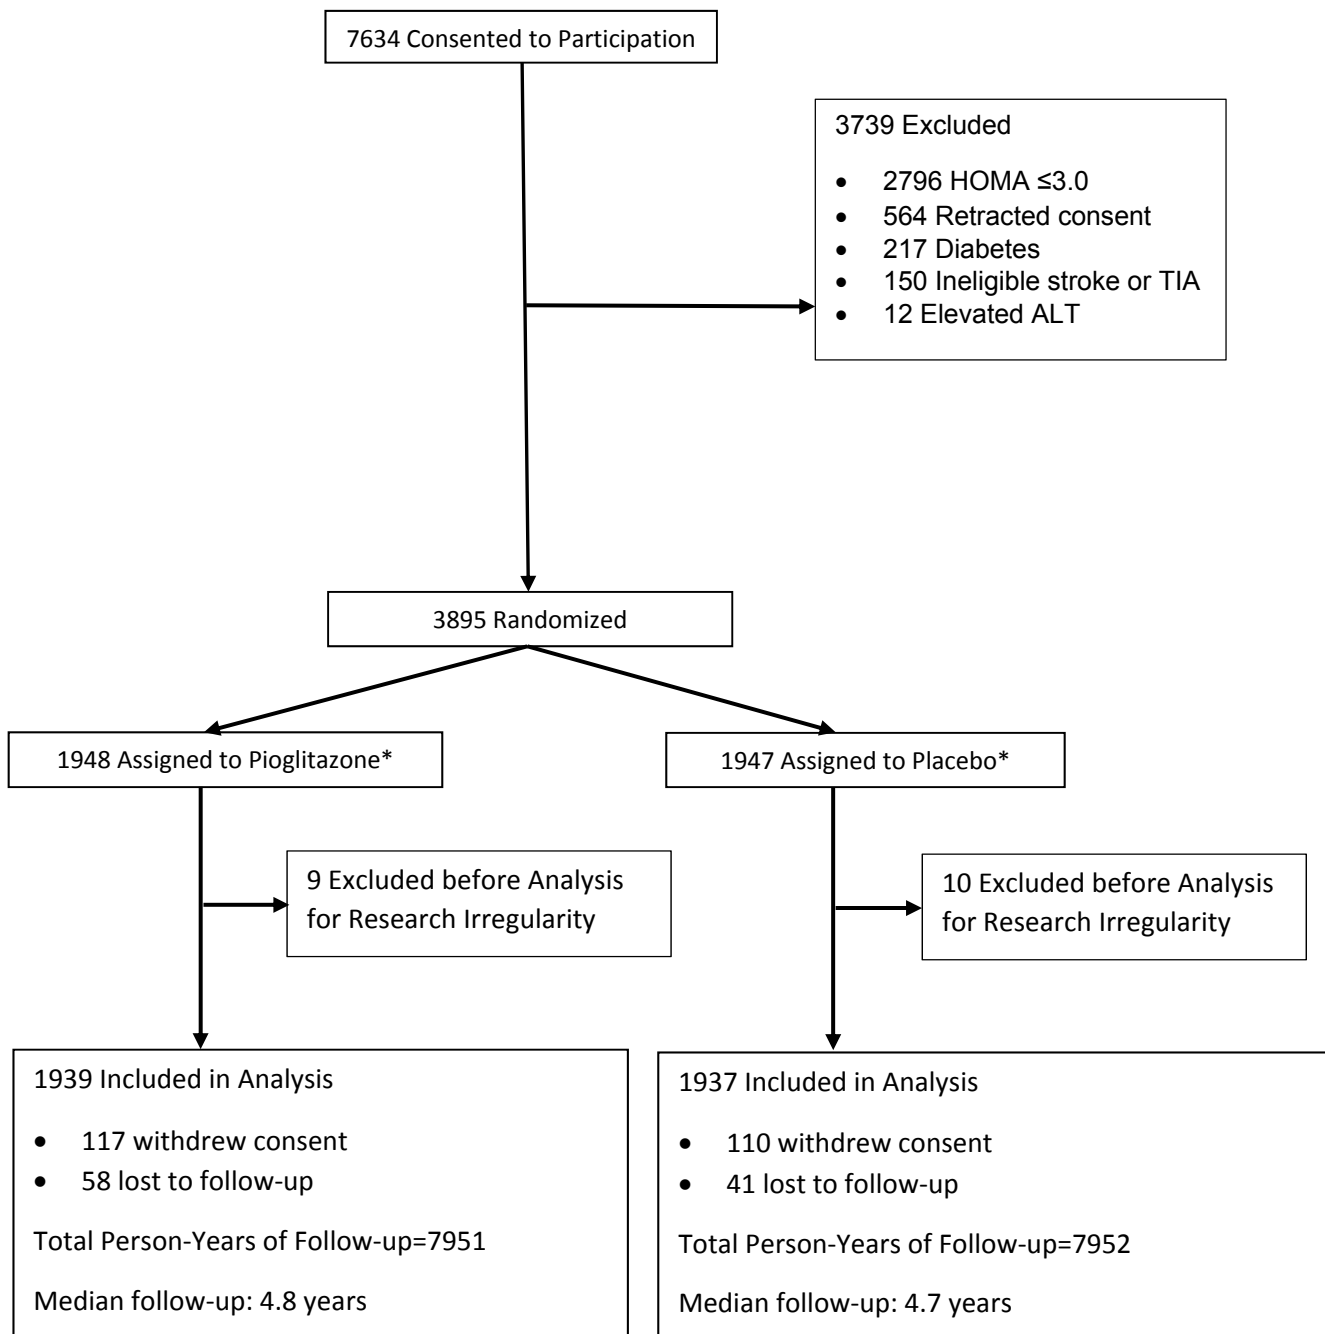 7634 Consented to Participation
3739 Excluded
• 2796 HOMA ≤3.0
• 564 Retracted consent
• 217 Diabetes
• 150 Ineligible stroke or TIA
• 12 Elevated ALT
3895 Randomized
1948 Assigned to Pioglitazone*
1947 Assigned to Placebo*
9 Excluded before Analysis
for Research Irregularity
10 Excluded before Analysis
for Research Irregularity
1939 Included in Analysis
• 117 withdrew consent
• 58 lost to follow-up
Total Person-Years of Follow-up=7951
Median follow-up: 4.8 years
1937 Included in Analysis
• 110 withdrew consent
• 41 lost to follow-up
Total Person-Years of Follow-up=7952
Median follow-up: 4.7 years